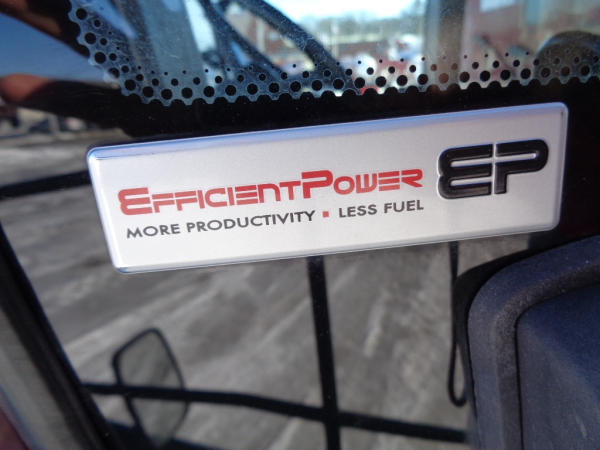 EFFICIENTPOWER EP
MORE PRODUCTIVITY ▪ LESS FUEL